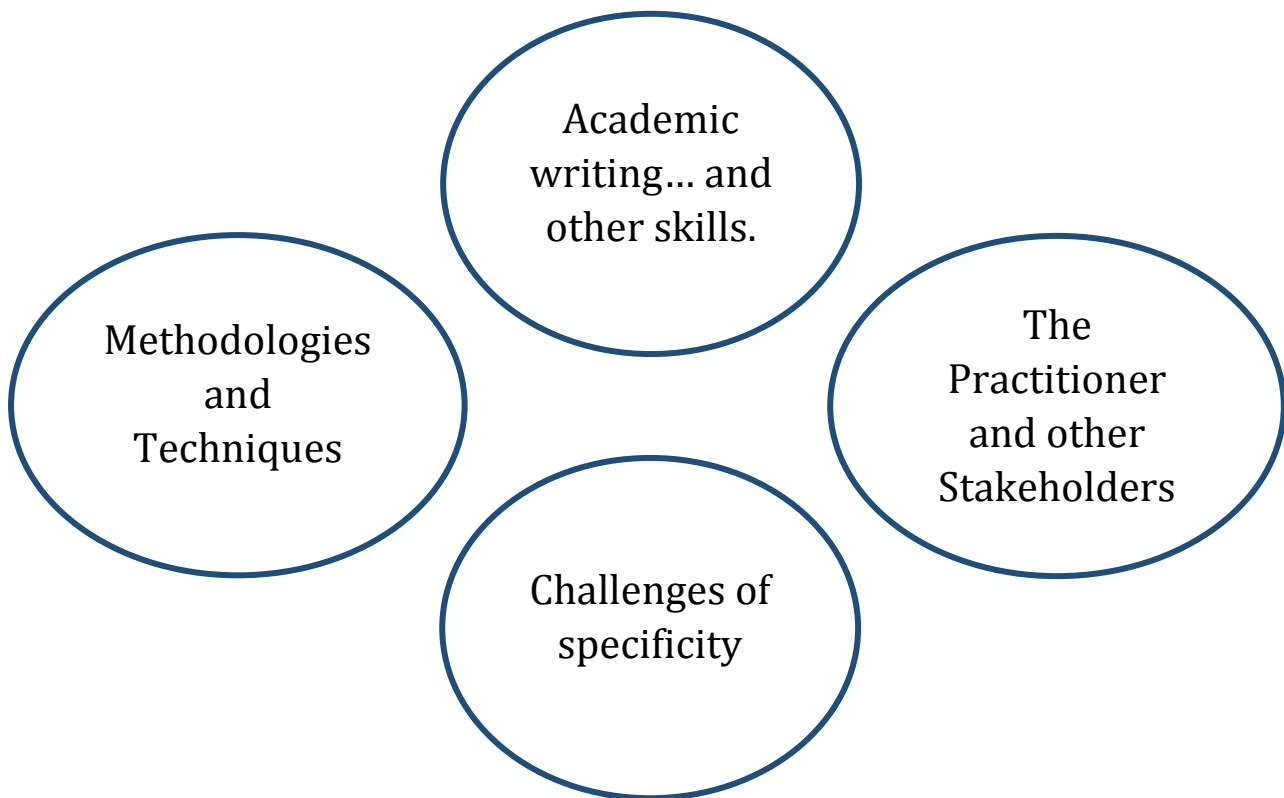 Academic
writing… and
other skills.
Methodologies
and
Techniques
The
Practitioner
and other
Stakeholders
Challenges of
specificity